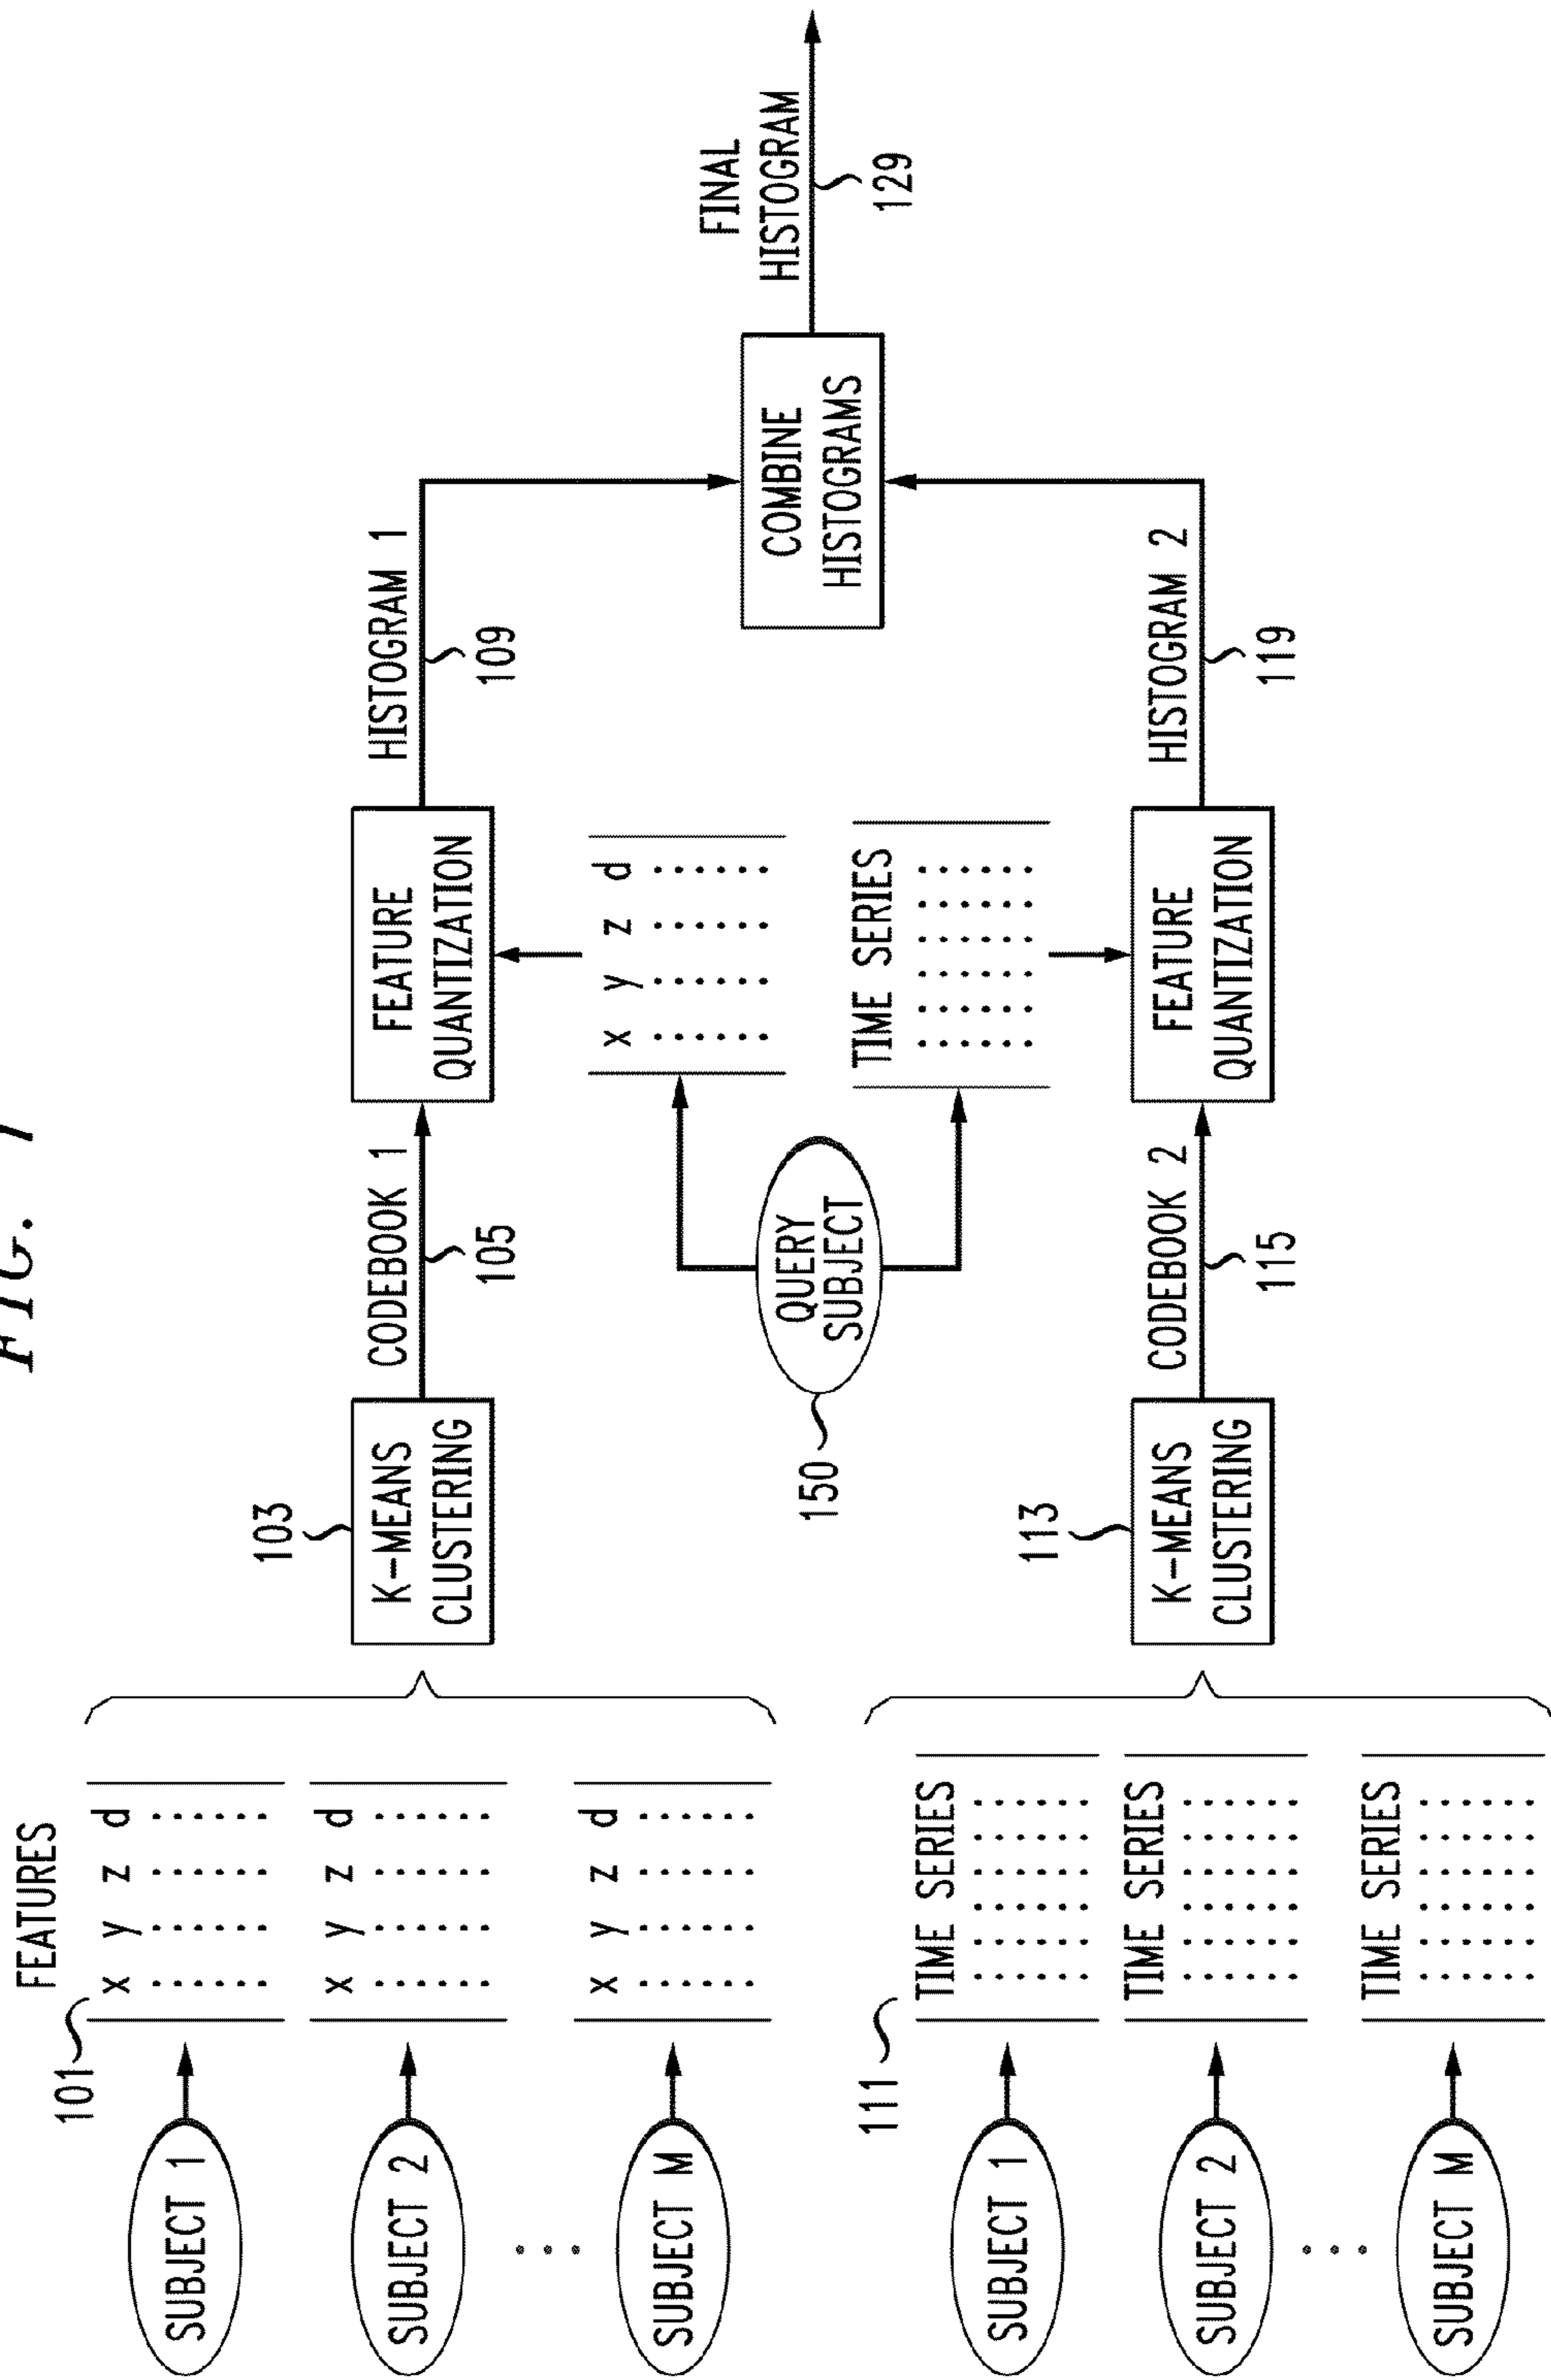 FIG. 1
FEATURES
101
SUBJECT 1
x y z d
SUBJECT 2
x y z d
SUBJECT M
x y z d
103
K-MEANS
CLUSTERING
CODEBOOK 1
105
FEATURE
QUANTIZATION
HISTOGRAM 1
109
x y z d
150
QUERY
SUBJECT
TIME SERIES
COMBINE
HISTOGRAMS
FINAL
HISTOGRAM
129
111
SUBJECT 1
TIME SERIES
SUBJECT 2
TIME SERIES
SUBJECT M
TIME SERIES
113
K-MEANS
CLUSTERING
CODEBOOK 2
115
FEATURE
QUANTIZATION
HISTOGRAM 2
119